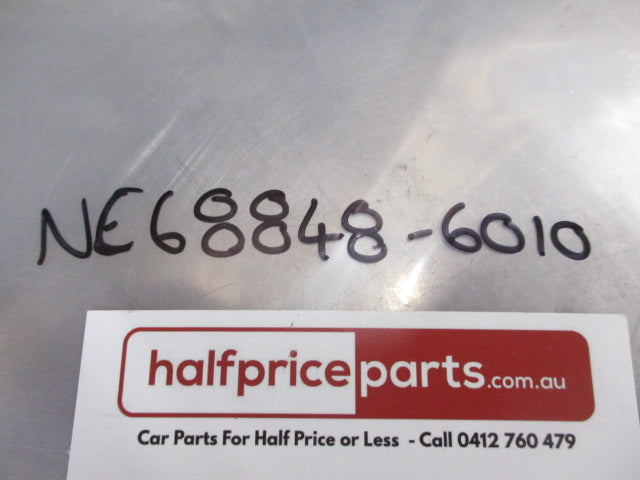 NE68848-6010
halfpriceparts.com.au
Car Parts For Half Price or Less - Call 0412 760 479